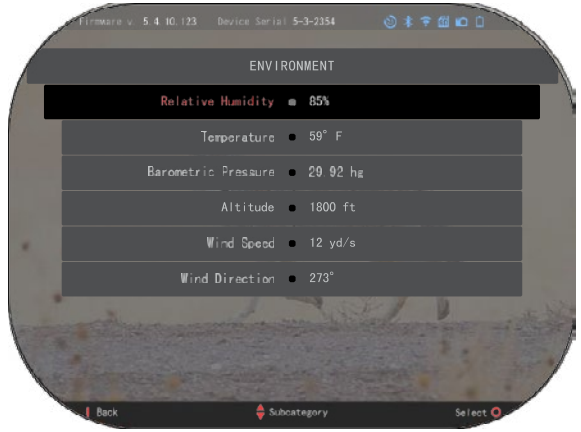 Firmware v. 5.4.10.123 Device Serial 5-3-2354
ENVIRONMENT
Relative Humidity 85%
Temperature 59° F
Barometric Pressure 29.92 hg
Altitude 1800 ft
Wind Speed 12 yd/s
Wind Direction 273°
Back Subcategory Select